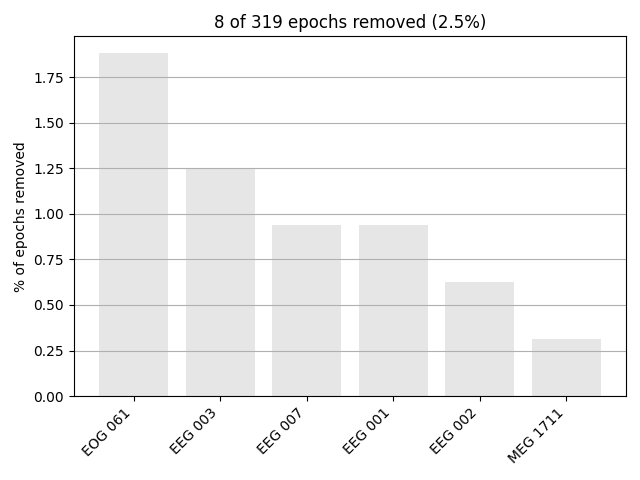 8 of 319 epochs removed (2.5%)
% of epochs removed
1.75
1.50
1.25
1.00
0.75
0.50
0.25
0.00
EOG 061
EEG 003
EEG 007
EEG 001
EEG 002
MEG 1711